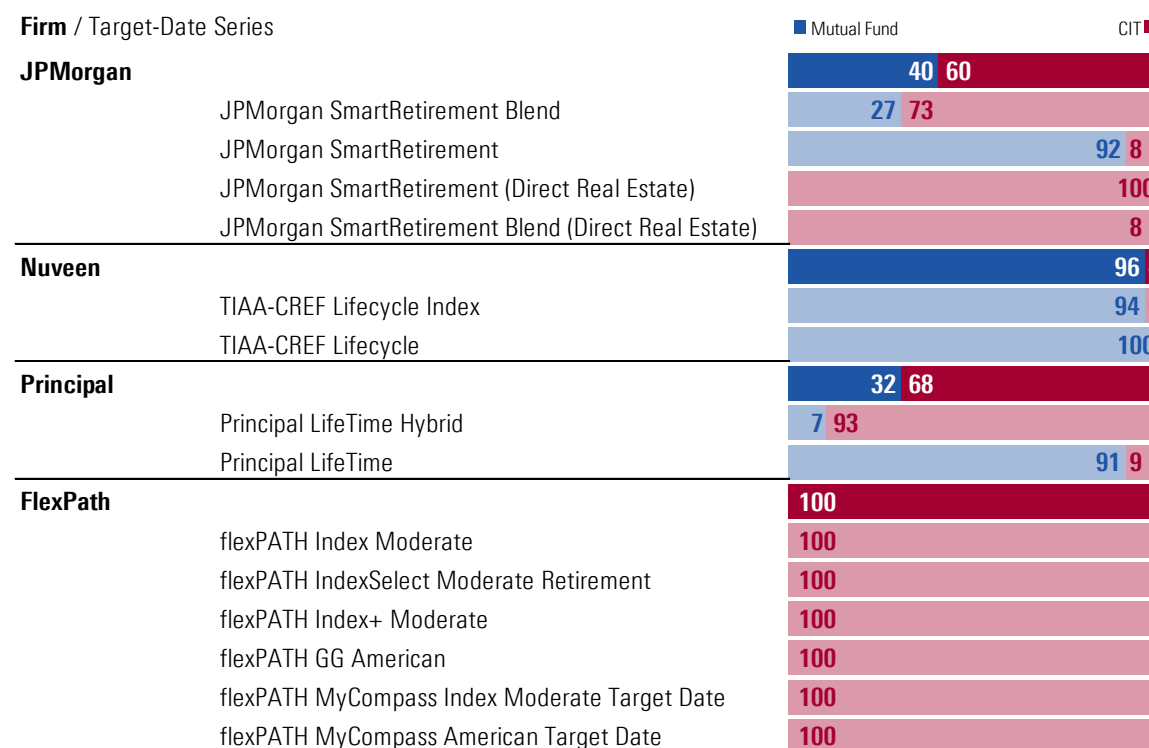 Firm / Target-Date Series Mutual Fund CIT
JPMorgan 40 60
JPMorgan SmartRetirement Blend 27 73
JPMorgan SmartRetirement 92 8
JPMorgan SmartRetirement (Direct Real Estate) 100
JPMorgan SmartRetirement Blend (Direct Real Estate) 8
Nuveen 96
TIAA-CREF Lifecycle Index 94
TIAA-CREF Lifecycle 100
Principal 32 68
Principal LifeTime Hybrid 7 93
Principal LifeTime 91 9
FlexPath 100
flexPATH Index Moderate 100
flexPATH IndexSelect Moderate Retirement 100
flexPATH Index+ Moderate 100
flexPATH GG American 100
flexPATH MyCompass Index Moderate Target Date 100
flexPATH MyCompass American Target Date 100